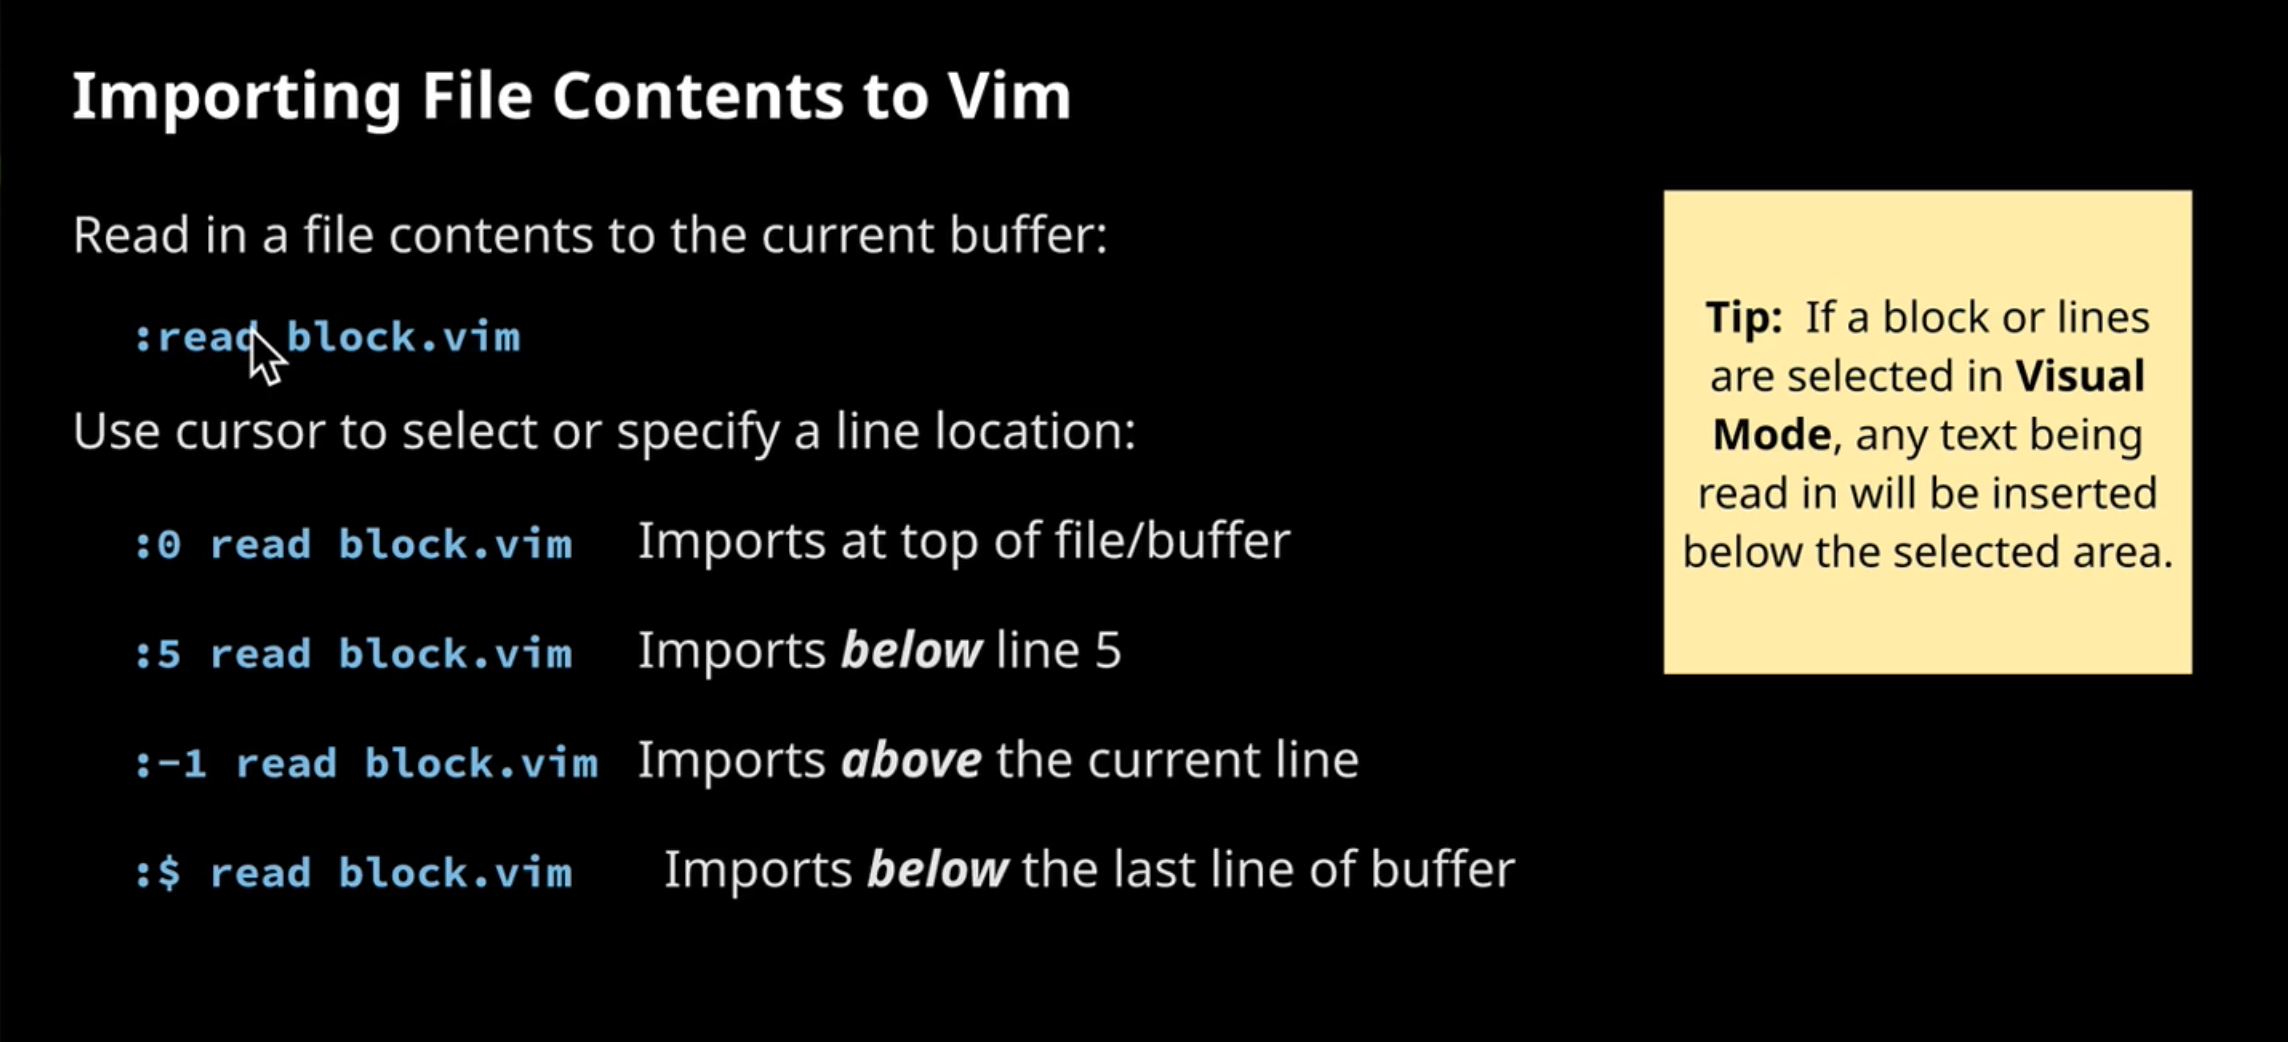 Importing File Contents to Vim
Read in a file contents to the current buffer:
:read block.vim
Use cursor to select or specify a line location:
:0 read block.vim Imports at top of file/buffer
:5 read block.vim Imports below line 5
:-1 read block.vim Imports above the current line
:$ read block.vim Imports below the last line of buffer
Tip: If a block or lines
are selected in Visual
Mode, any text being
read in will be inserted
below the selected area.